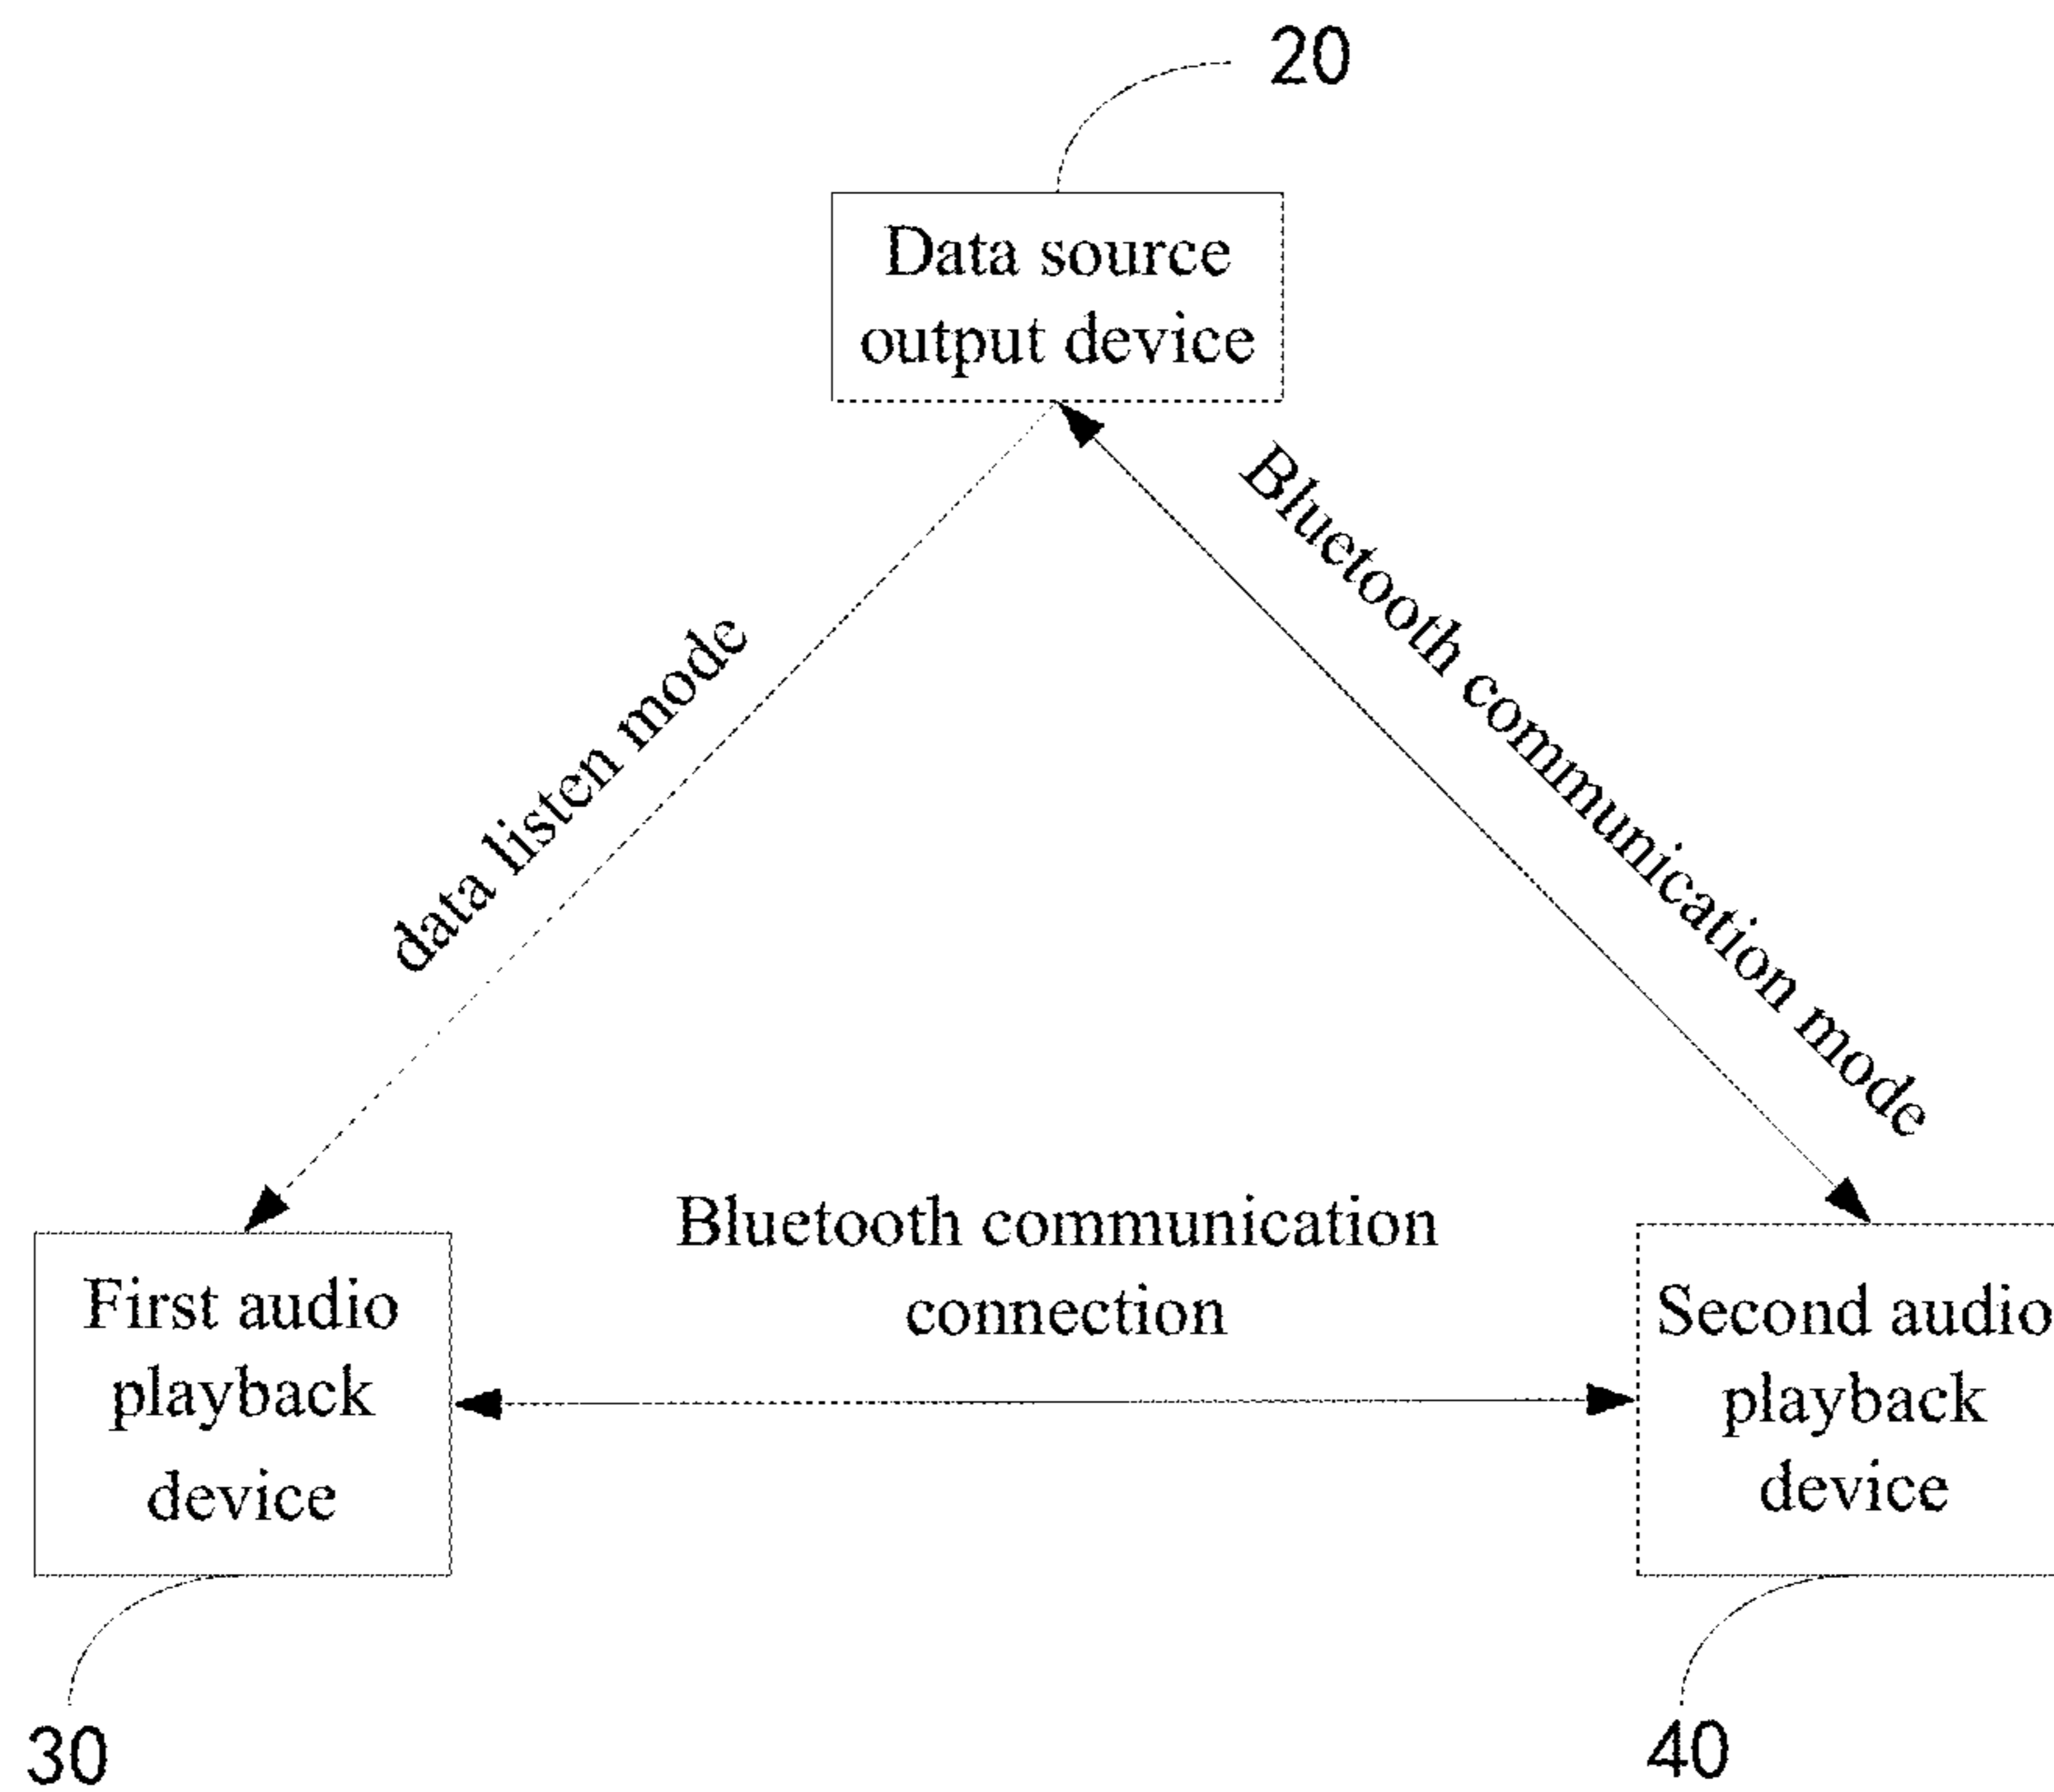 20
Data source
output device
data listen mode
Bluetooth communication mode
Bluetooth communication
connection
First audio
playback
device
Second audio
playback
device
30
40